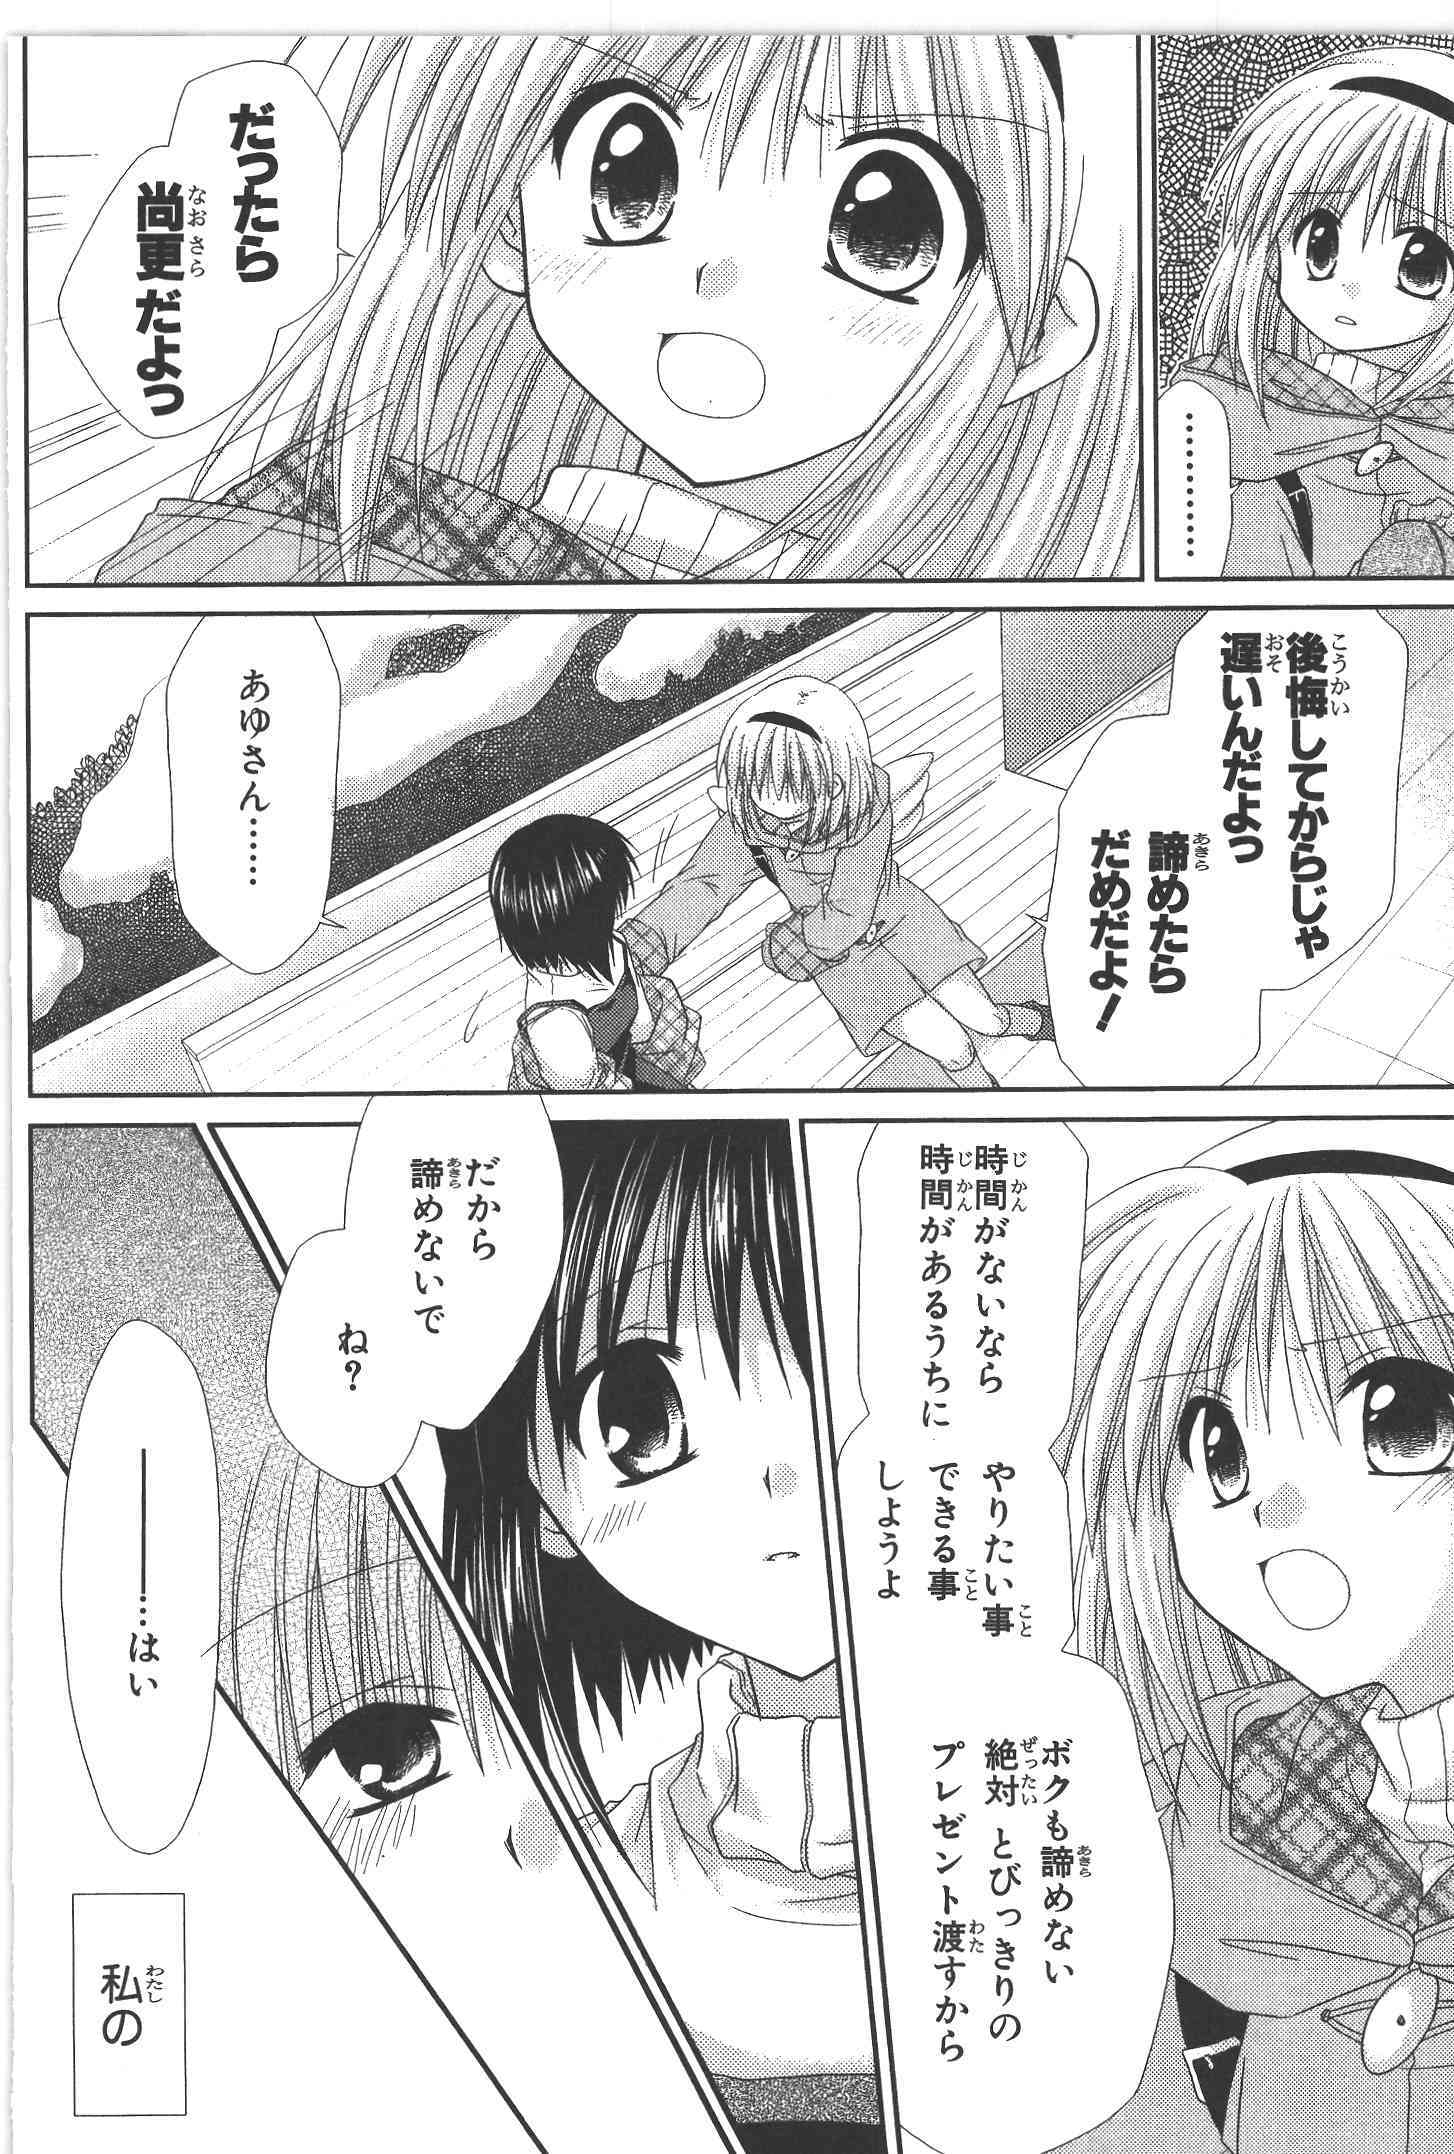 …………
だったら
尚更だよっ
後悔してからじゃ
遅いんだよっ
諦めたら
だめだよ！
あゆさん……
時間がないなら
時間があるうちに
やりたい事
できる事
しようよ
ボクも諦めない
絶対とびっきりの
プレゼント渡すから
だから
諦めないで
ね？
―――…はい
私の